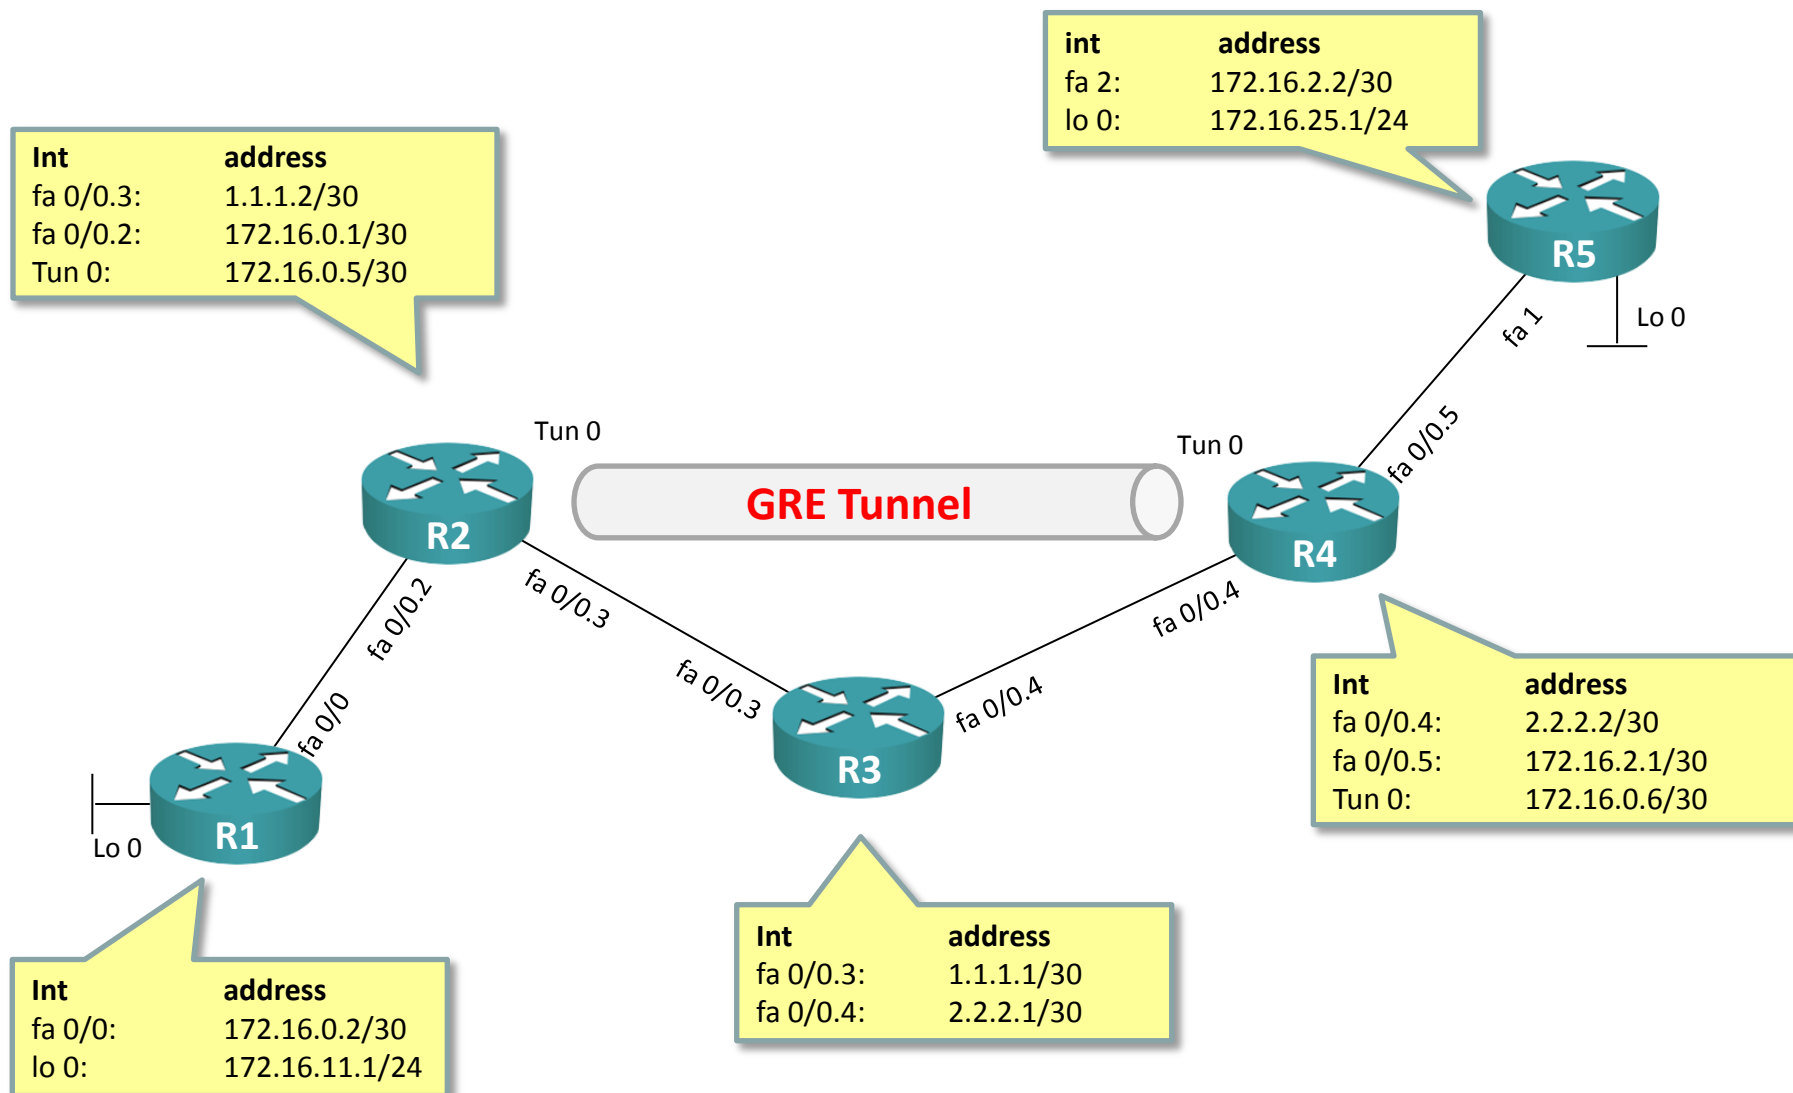 int address
fa 2: 172.16.2.2/30
lo 0: 172.16.25.1/24
Int address
fa 0/0.3: 1.1.1.2/30
fa 0/0.2: 172.16.0.1/30
Tun 0: 172.16.0.5/30
R5
fa 1
Lo 0
Tun 0
Tun 0
fa 0/0.5
GRE Tunnel
R2
R4
fa 0/0.2
fa 0/0.3
fa 0/0.4
fa 0/0
fa 0/0.3
fa 0/0.4
R3
R1
Lo 0
Int address
fa 0/0.4: 2.2.2.2/30
fa 0/0.5: 172.16.2.1/30
Tun 0: 172.16.0.6/30
Int address
fa 0/0.3: 1.1.1.1/30
fa 0/0.4: 2.2.2.1/30
Int address
fa 0/0: 172.16.0.2/30
lo 0: 172.16.11.1/24